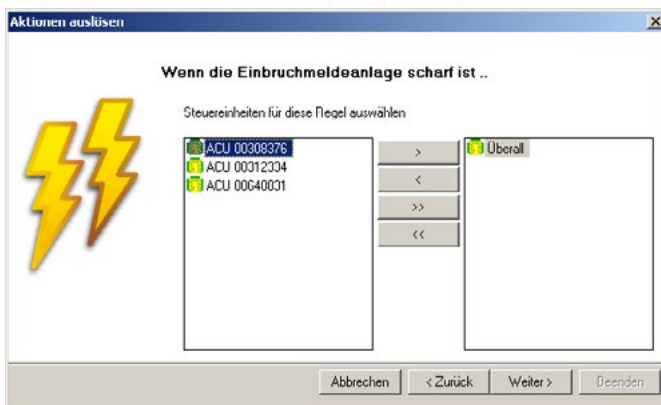 Aktionen auslösen
Wenn die Einbruchmeldeanlage scharf ist ..
Steuereinheiten für diese Regel auswählen
ACU 00308376
ACU 00312334
ACU 00640031
>
<
>>
<<
Überall
Abbrechen
< Zurück
Weiter >
Beenden